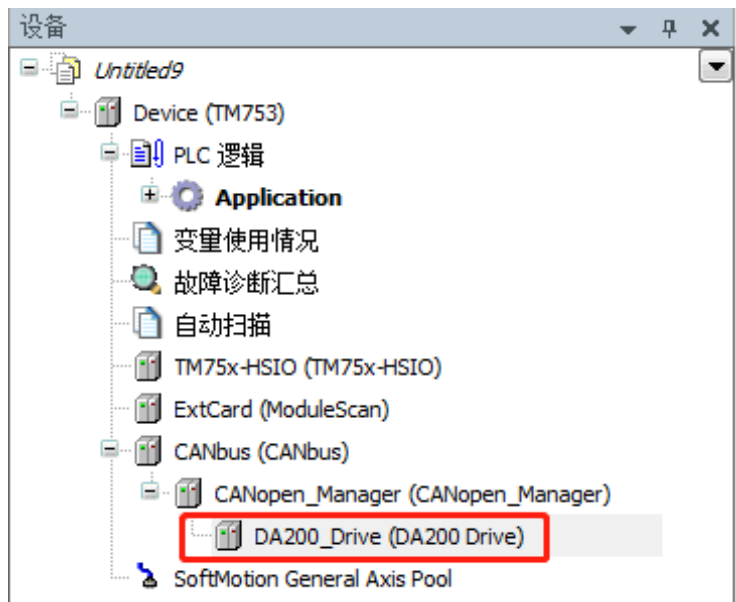 设备
Untitled9
Device (TM753)
PLC 逻辑
Application
变量使用情况
故障诊断汇总
自动扫描
TM75x-HSIO (TM75x-HSIO)
ExtCard (ModuleScan)
CANbus (CANbus)
CANopen_Manager (CANopen_Manager)
DA200_Drive (DA200 Drive)
SoftMotion General Axis Pool